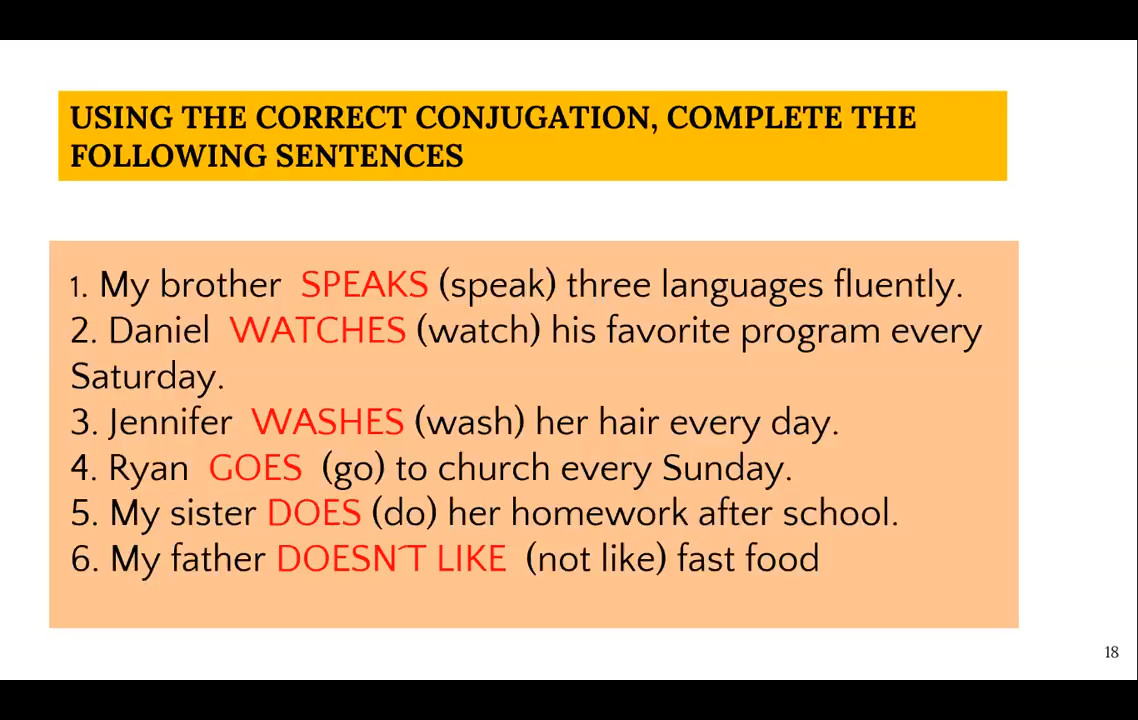 USING THE CORRECT CONJUGATION, COMPLETE THE
FOLLOWING SENTENCES
1. My brother SPEAKS (speak) three languages fluently.
2. Daniel WATCHES (watch) his favorite program every
Saturday.
3. Jennifer WASHES (wash) her hair every day.
4. Ryan GOES (go) to church every Sunday.
5. My sister DOES (do) her homework after school.
6. My father DOESN´T LIKE (not like) fast food
18